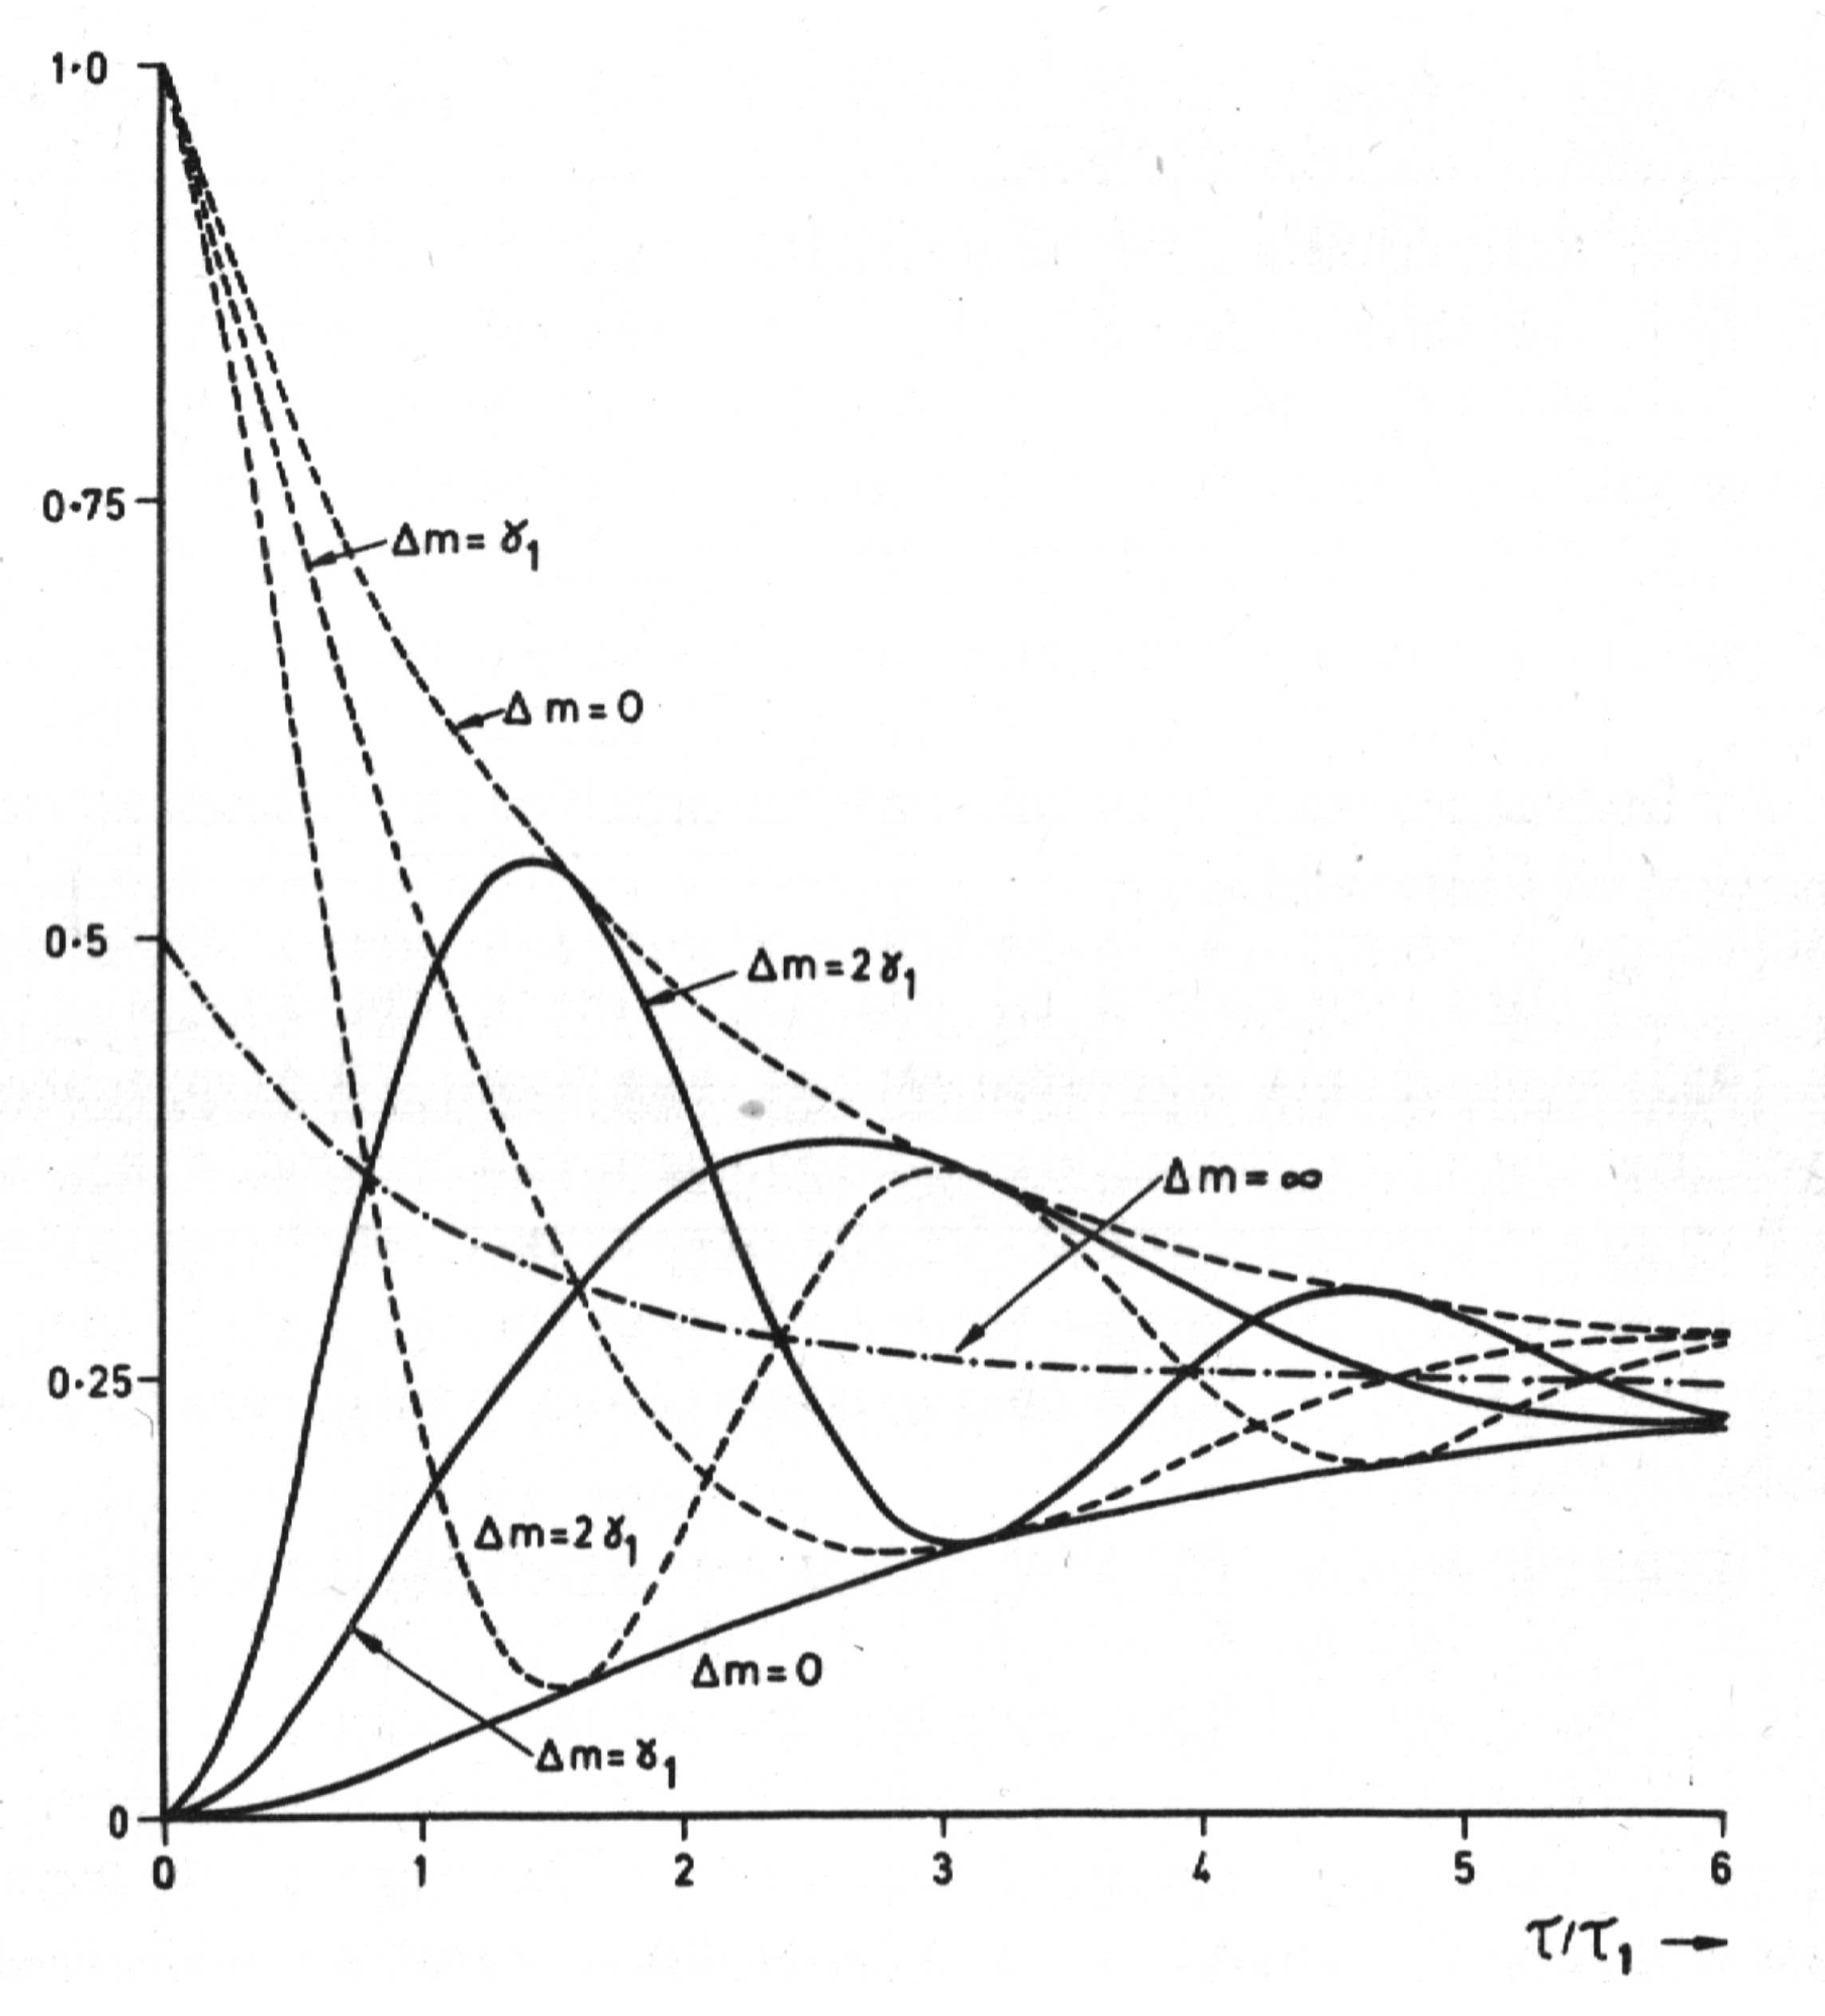 1·0
0·75
Δm = γ₁
Δ m = 0
0·5
Δm = 2γ₁
Δm = ∞
0·25
Δm = 2γ₁
Δm = 0
Δm = γ₁
0
0 1 2 3 4 5 6
τ/τ₁ →